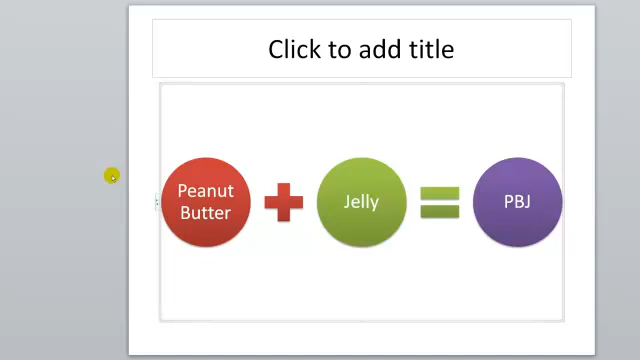 Click to add title
Peanut
Butter
Jelly
PBJ